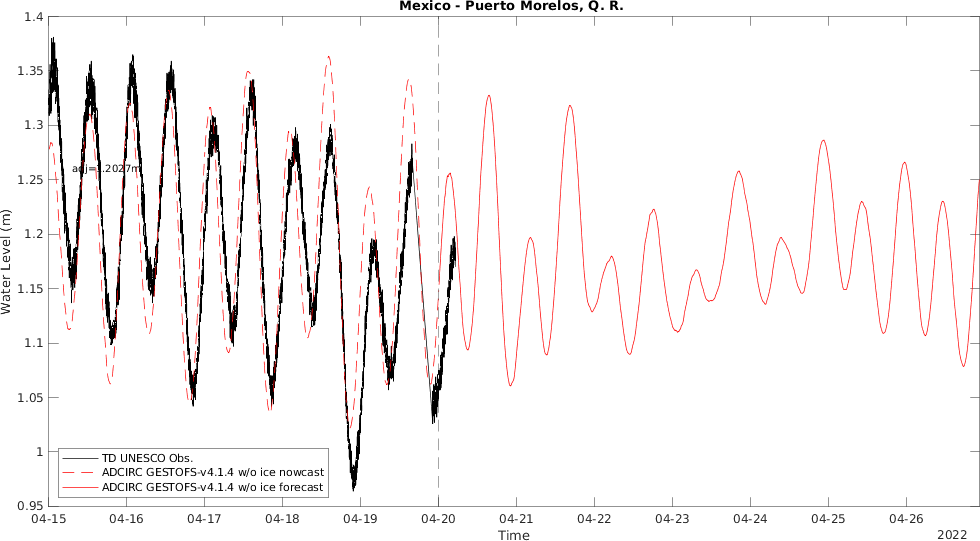 Mexico - Puerto Morelos, Q. R.
1.4
1.35
1.3
1.25
1.2
1.15
1.1
1.05
1
0.95
Water Level (m)
adj=1.2027m
TD UNESCO Obs.
ADCIRC GESTOFS-v4.1.4 w/o ice nowcast
ADCIRC GESTOFS-v4.1.4 w/o ice forecast
04-15 04-16 04-17 04-18 04-19 04-20 04-21 04-22 04-23 04-24 04-25 04-26
Time
2022